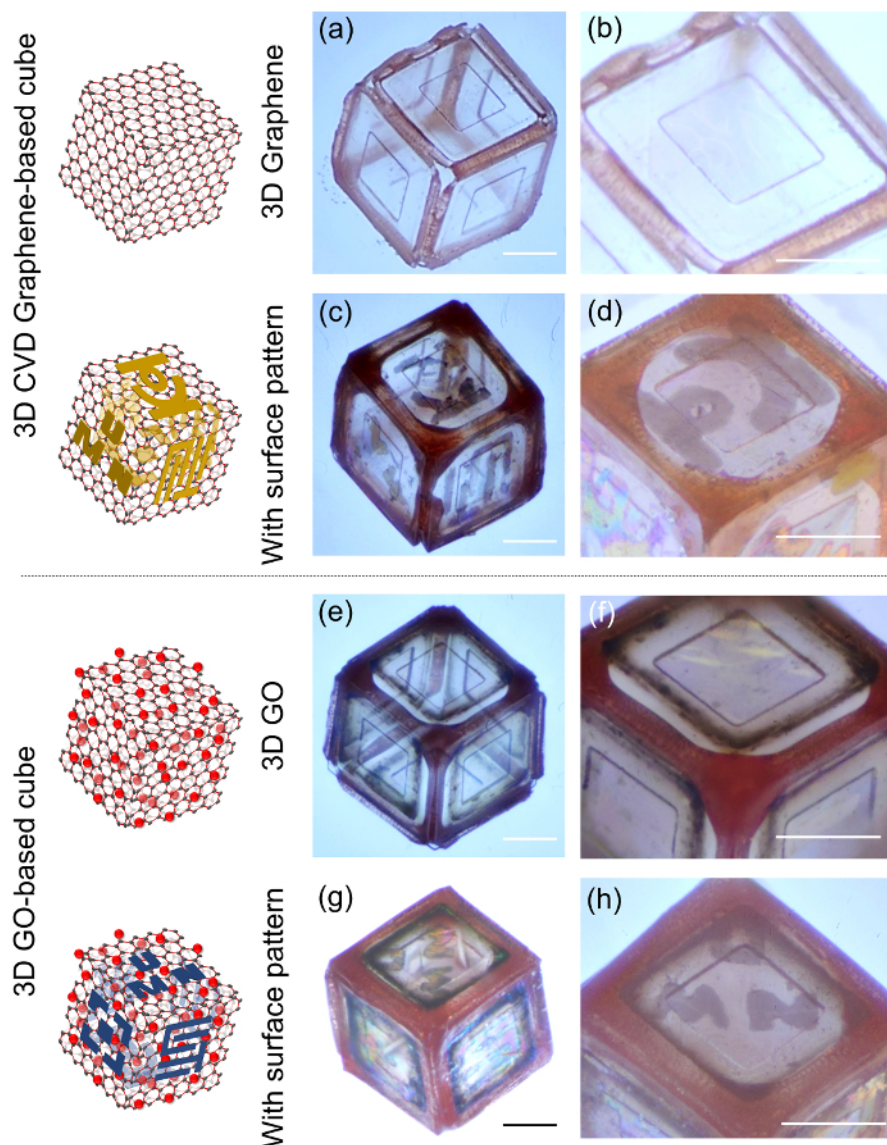 3D CVD Graphene-based cube
3D Graphene
(a)
(b)
With surface pattern
(c)
(d)
3D GO-based cube
3D GO
(e)
(f)
With surface pattern
(g)
(h)